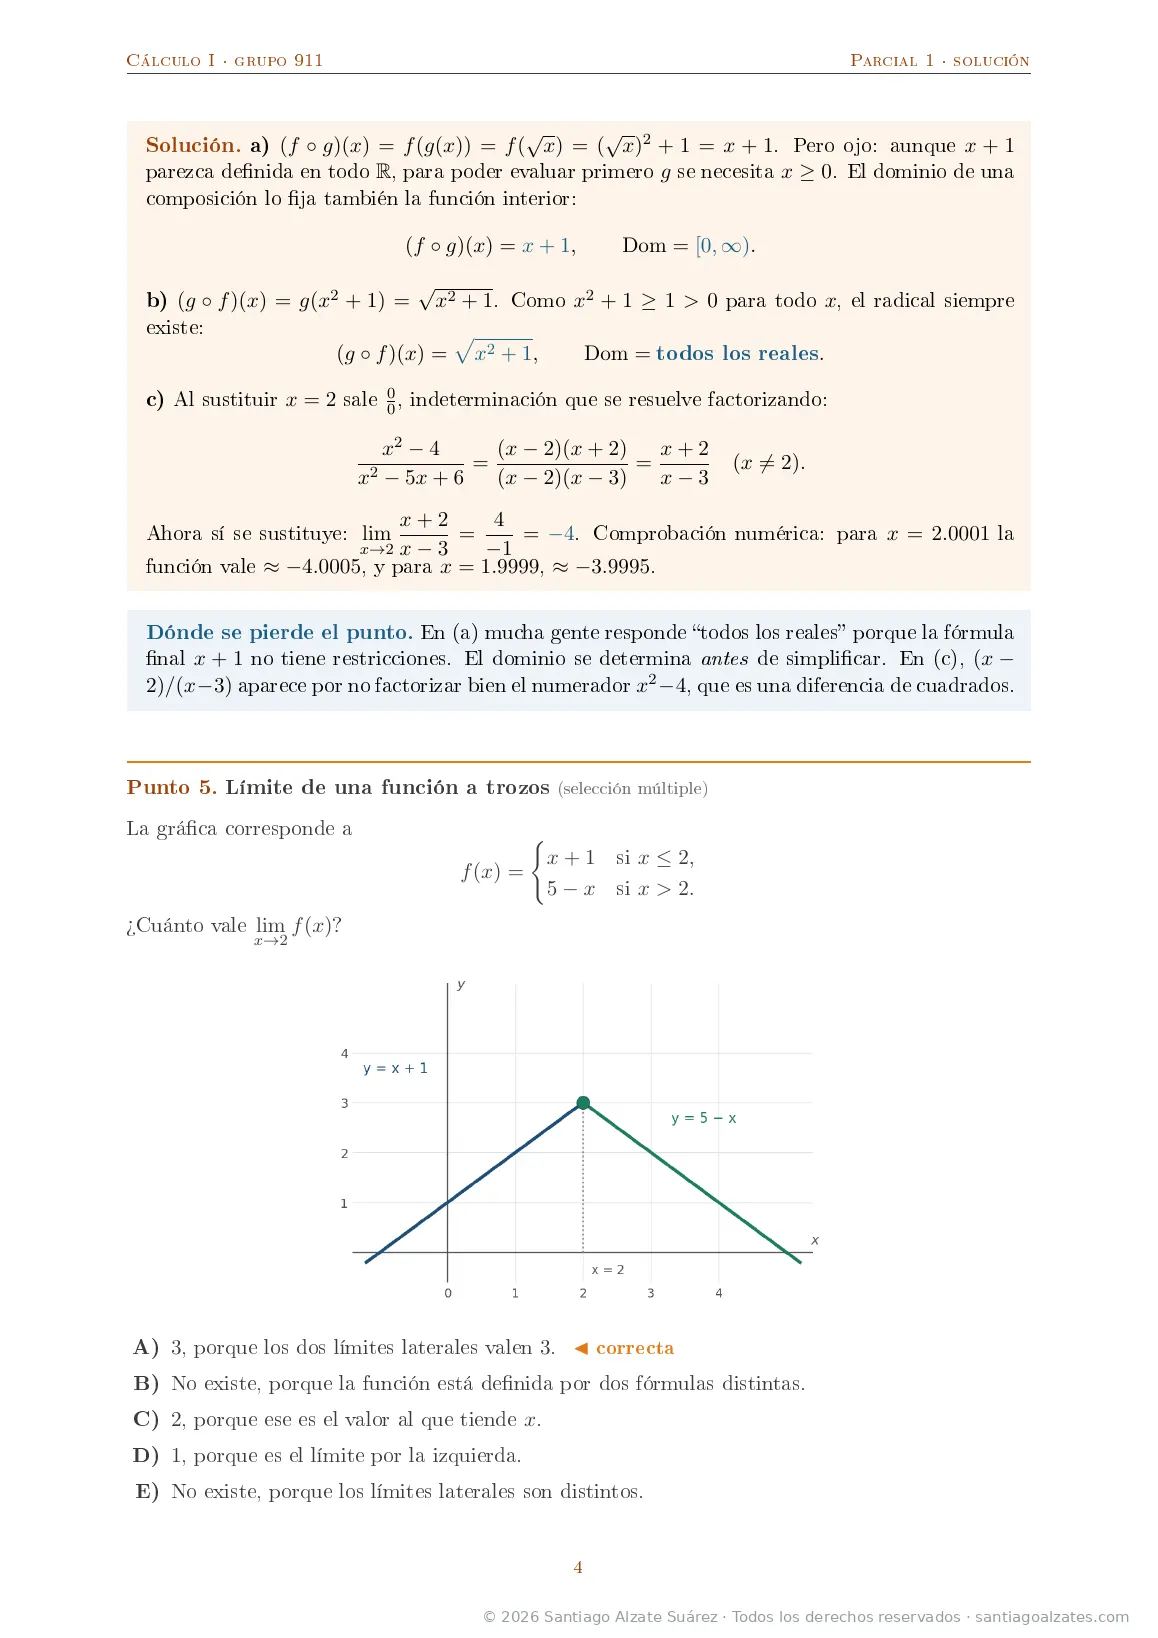 Cálculo I · grupo 911
Parcial 1 · solución
Solución. a) (f ∘ g)(x) = f(g(x)) = f(√x) = (√x)² + 1 = x + 1. Pero ojo: aunque x + 1
parezca definida en todo ℝ, para poder evaluar primero g se necesita x ≥ 0. El dominio de una
composición lo fija también la función interior:
(f ∘ g)(x) = x + 1, Dom = [0, ∞).
b) (g ∘ f)(x) = g(x² + 1) = √(x² + 1). Como x² + 1 ≥ 1 > 0 para todo x, el radical siempre
existe:
(g ∘ f)(x) = √(x² + 1), Dom = todos los reales.
c) Al sustituir x = 2 sale 0/0, indeterminación que se resuelve factorizando:
(x² − 4)/(x² − 5x + 6) = ((x − 2)(x + 2))/((x − 2)(x − 3)) = (x + 2)/(x − 3) (x ≠ 2).
Ahora sí se sustituye: lim x→2 (x + 2)/(x − 3) = 4/−1 = −4. Comprobación numérica: para x = 2.0001 la
función vale ≈ −4.0005, y para x = 1.9999, ≈ −3.9995.
Dónde se pierde el punto. En (a) mucha gente responde “todos los reales” porque la fórmula
final x + 1 no tiene restricciones. El dominio se determina antes de simplificar. En (c), (x −
2)/(x−3) aparece por no factorizar bien el numerador x²−4, que es una diferencia de cuadrados.
Punto 5. Límite de una función a trozos (selección múltiple)
La gráfica corresponde a
f(x) = { x + 1 si x ≤ 2,
5 − x si x > 2.
¿Cuánto vale lim x→2 f(x)?
y
4
y = x + 1
3
y = 5 − x
2
1
x
x = 2
0 1 2 3 4
A) 3, porque los dos límites laterales valen 3. ◀ correcta
B) No existe, porque la función está definida por dos fórmulas distintas.
C) 2, porque ese es el valor al que tiende x.
D) 1, porque es el límite por la izquierda.
E) No existe, porque los límites laterales son distintos.
4
© 2026 Santiago Alzate Suárez · Todos los derechos reservados · santiagoalzates.com